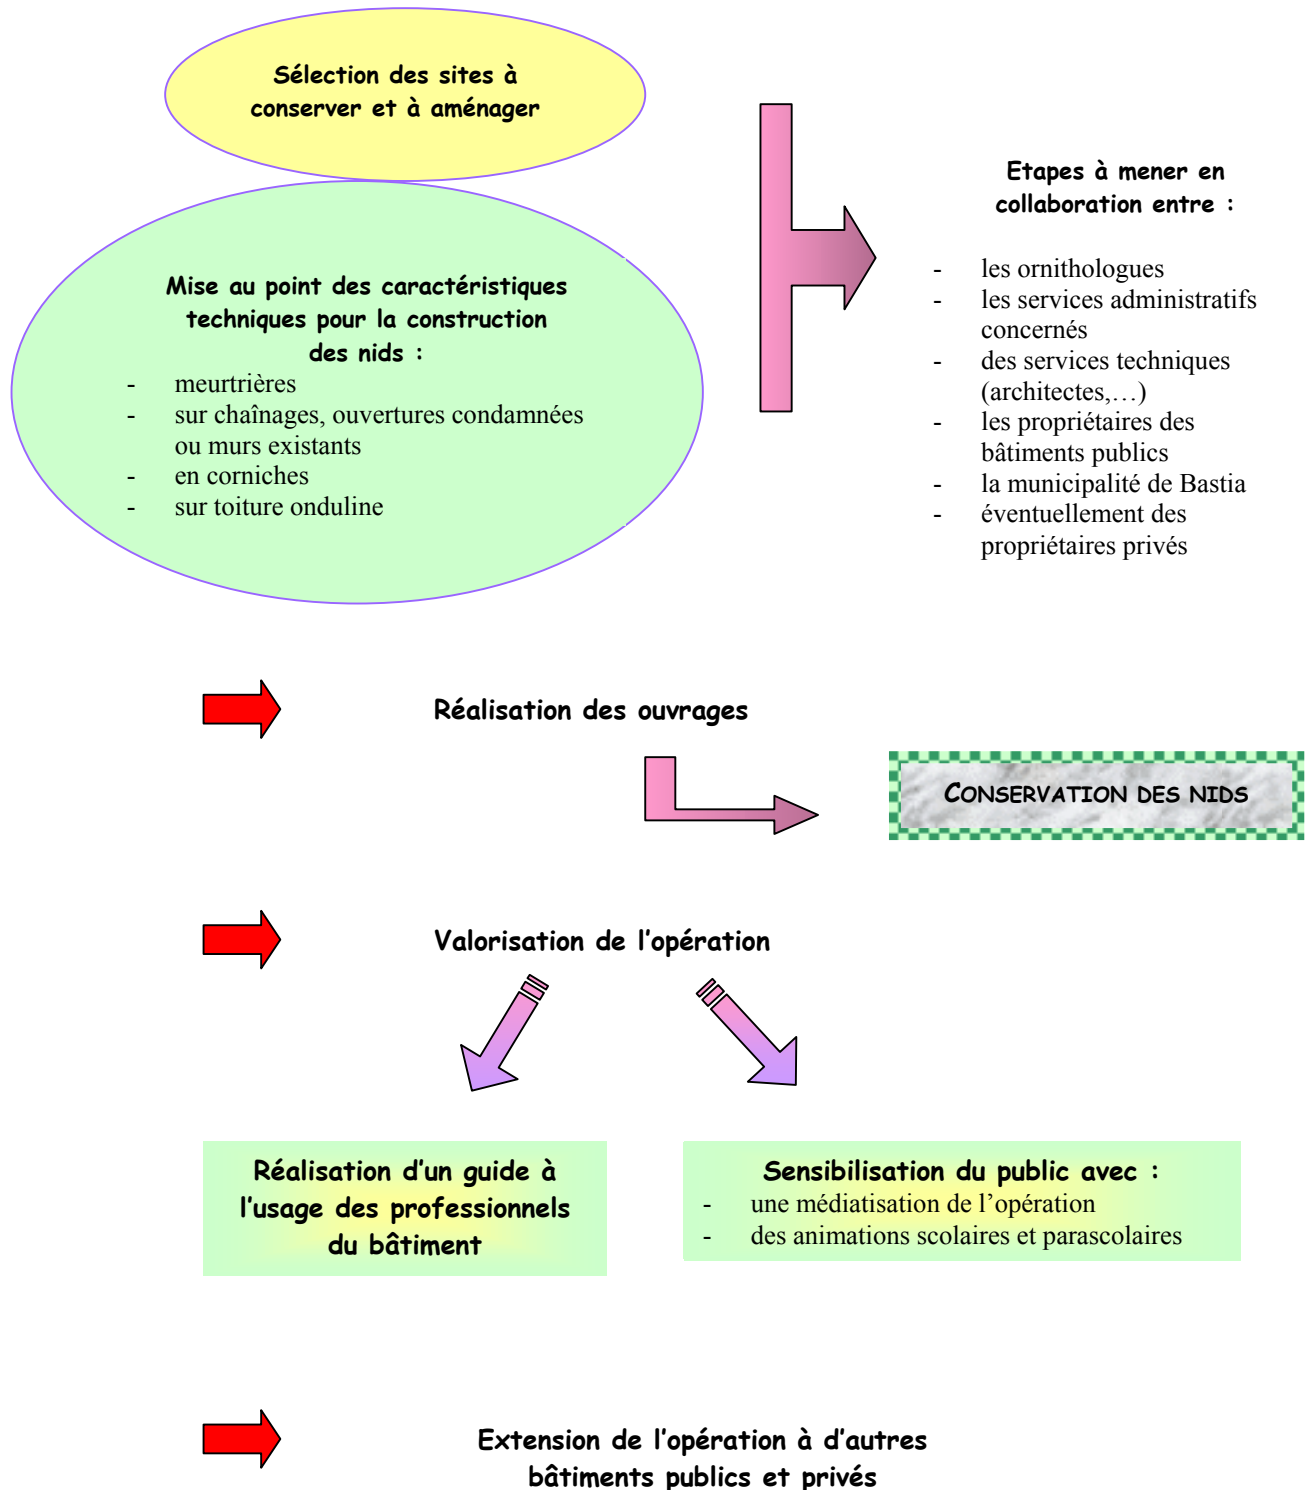 Sélection des sites à
conserver et à aménager
Mise au point des caractéristiques
techniques pour la construction
des nids :
- meurtrières
- sur chaînages, ouvertures condamnées
ou murs existants
- en corniches
- sur toiture onduline
Etapes à mener en
collaboration entre :
- les ornithologues
- les services administratifs
concernés
- des services techniques
(architectes,…)
- les propriétaires des
bâtiments publics
- la municipalité de Bastia
- éventuellement des
propriétaires privés
Réalisation des ouvrages
CONSERVATION DES NIDS
Valorisation de l’opération
Réalisation d’un guide à
l’usage des professionnels
du bâtiment
Sensibilisation du public avec :
- une médiatisation de l’opération
- des animations scolaires et parascolaires
Extension de l’opération à d’autres
bâtiments publics et privés